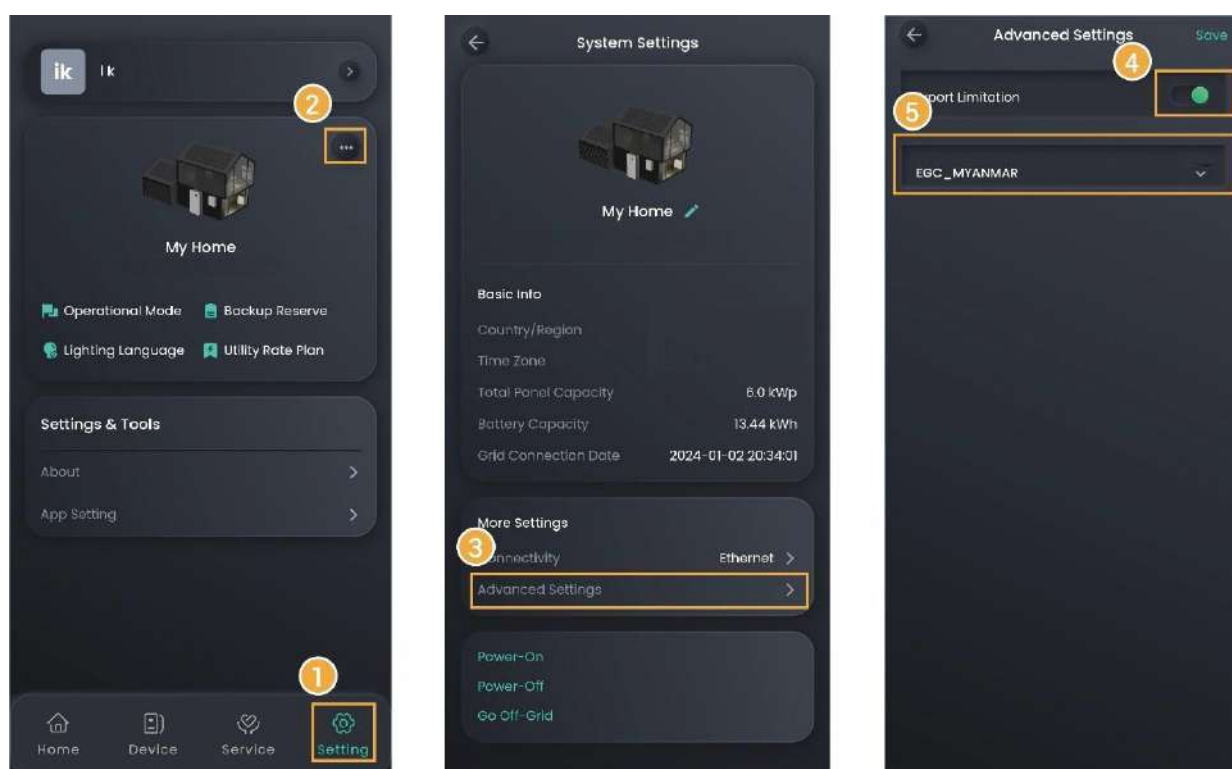 ik
ik
2
...
My Home
Operational Mode
Backup Reserve
Lighting Language
Utility Rate Plan
Settings & Tools
About
App Setting
1
Home
Device
Service
Setting
System Settings
My Home
Basic Info
Country/Region
Time Zone
Total Panel Capacity 6.0 kWp
Battery Capacity 13.44 kWh
Grid Connection Date 2024-01-02 20:34:01
More Settings
3
Connectivity Ethernet
Advanced Settings
Power-On
Power-Off
Go Off-Grid
Advanced Settings
Save
4
5
Export Limitation
EGC_MYANMAR